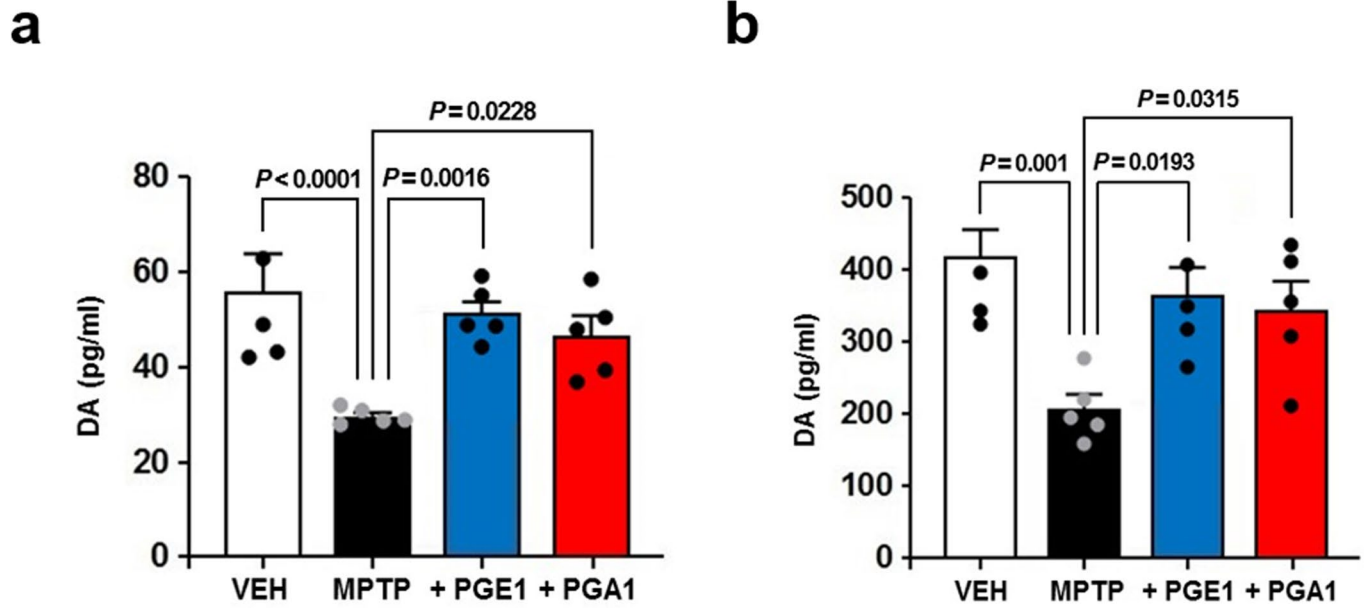 a
P = 0.0228
P < 0.0001 P = 0.0016
80
60
40
20
0
DA (pg/ml)
VEH MPTP + PGE1 + PGA1
b
P = 0.0315
P = 0.001 P = 0.0193
500
400
300
200
100
0
DA (pg/ml)
VEH MPTP + PGE1 + PGA1